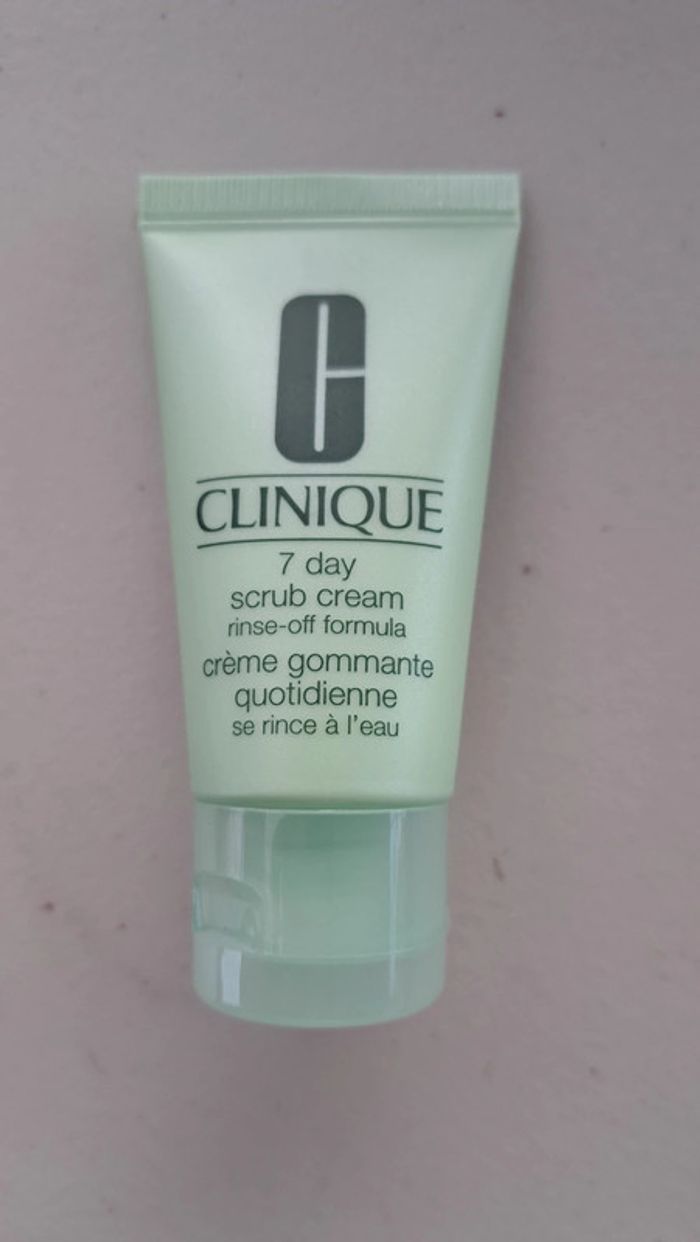 C
CLINIQUE
7 day
scrub cream
rinse-off formula
crème gommante
quotidienne
se rince à l'eau